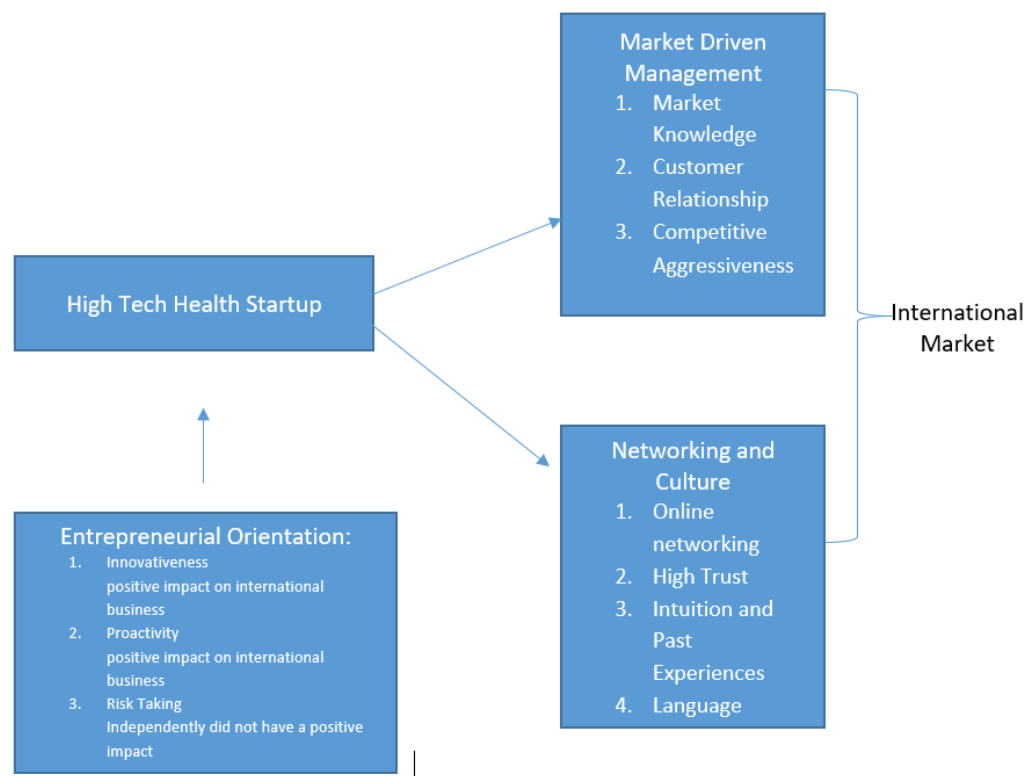 Market Driven
Management
1. Market
Knowledge
2. Customer
Relationship
3. Competitive
Aggressiveness
High Tech Health Startup
International
Market
Networking and
Culture
1. Online
networking
2. High Trust
3. Intuition and
Past
Experiences
4. Language
Entrepreneurial Orientation:
1. Innovativeness
positive impact on international
business
2. Proactivity
positive impact on international
business
3. Risk Taking
Independently did not have a positive
impact